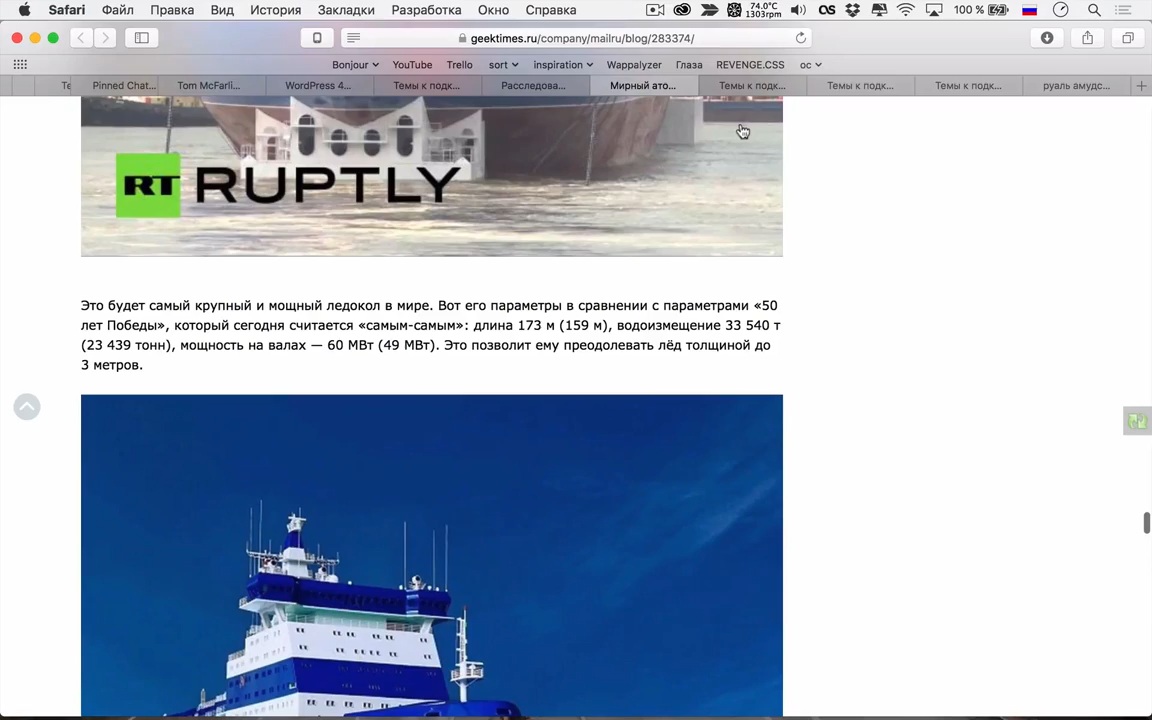 Safari Файл Правка Вид История Закладки Разработка Окно Справка 74.0°C 1303rpm 100 %
geektimes.ru/company/mailru/blog/283374/
Bonjour YouTube Trello sort inspiration Wappalyzer Глаза REVENGE.CSS ос
Te Pinned Chat... Tom McFarli... WordPress 4... Темы к подк... Расследова... Мирный ато... Темы к подк... Темы к подк... Темы к подк... руаль амудс...
RT RUPTLY
Это будет самый крупный и мощный ледокол в мире. Вот его параметры в сравнении с параметрами «50
лет Победы», который сегодня считается «самым-самым»: длина 173 м (159 м), водоизмещение 33 540 т
(23 439 тонн), мощность на валах — 60 МВт (49 МВт). Это позволит ему преодолевать лёд толщиной до
3 метров.